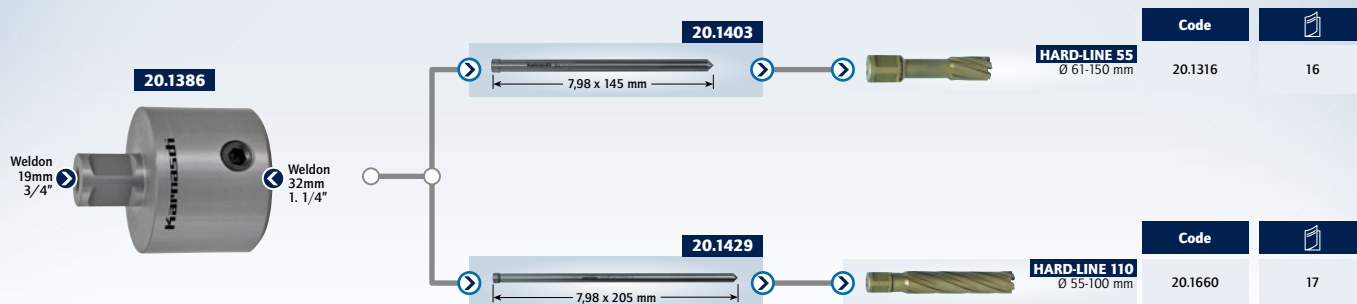 20.1386
Weldon
19mm
3/4"
Karnasch
Weldon
32mm
1. 1/4"
20.1403
7,98 x 145 mm
HARD-LINE 55
Ø 61-150 mm
Code
20.1316
16
20.1429
7,98 x 205 mm
HARD-LINE 110
Ø 55-100 mm
Code
20.1660
17